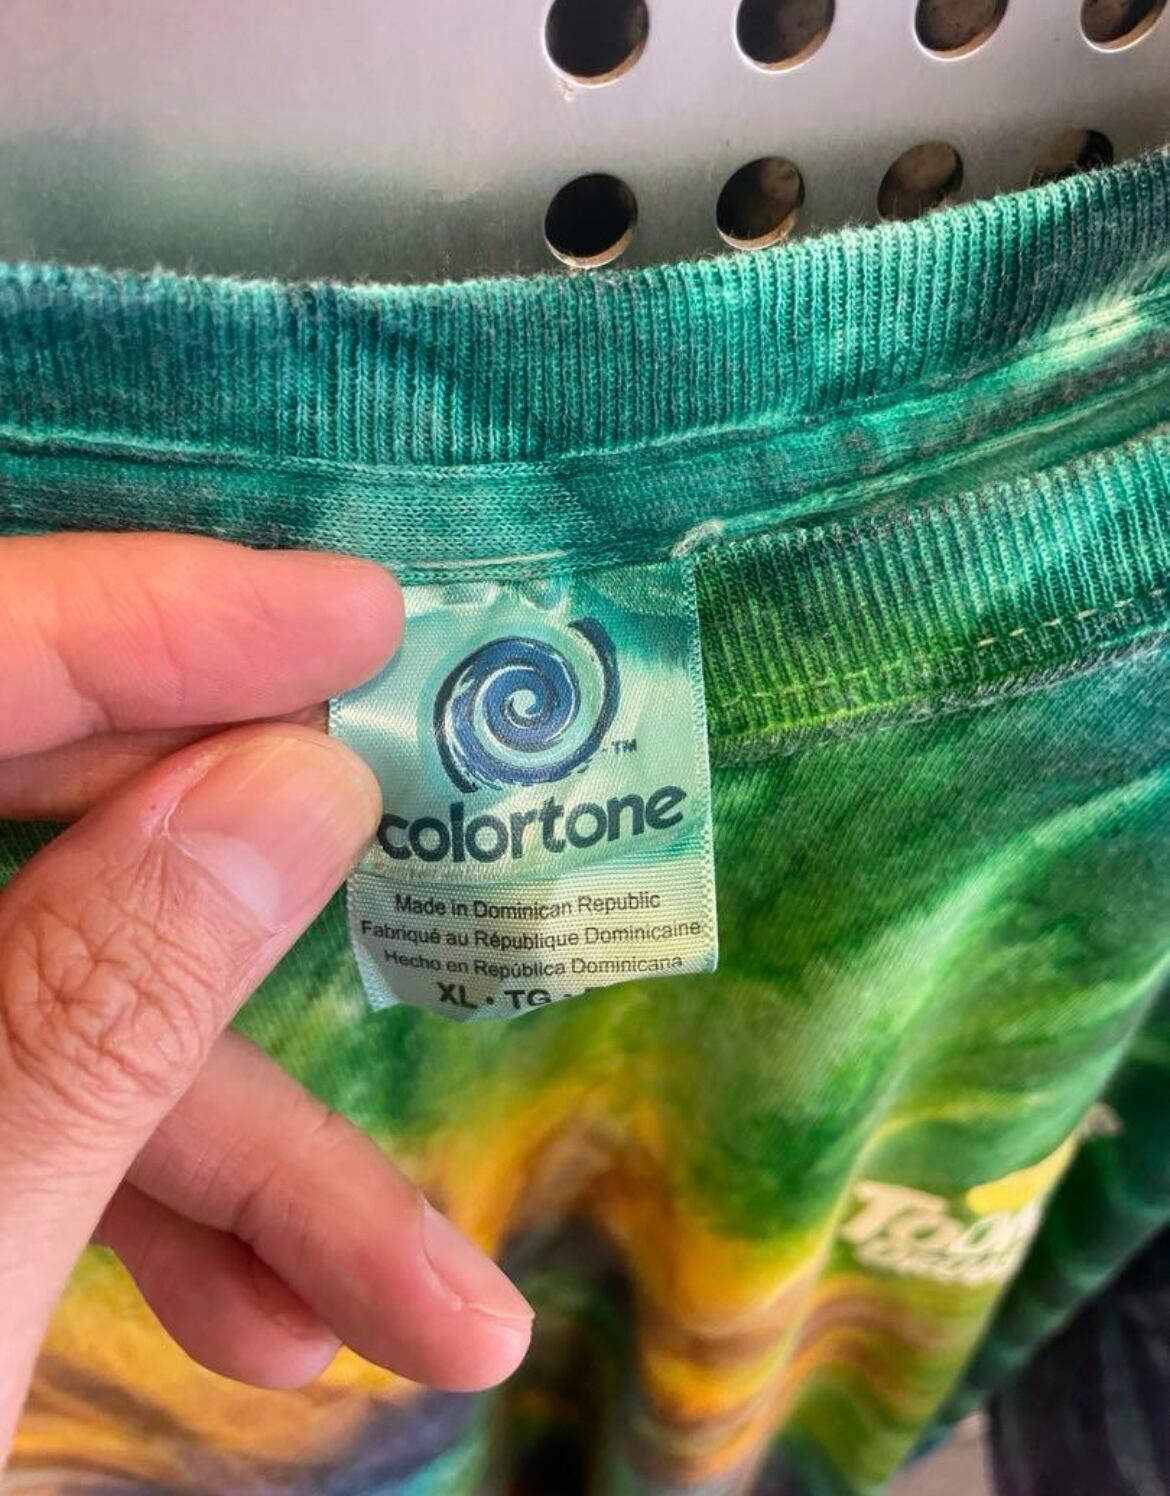 ™
colortone
Made in Dominican Republic
Fabriqué au République Dominicaine
Hecho en República Dominicana
XL • TG •